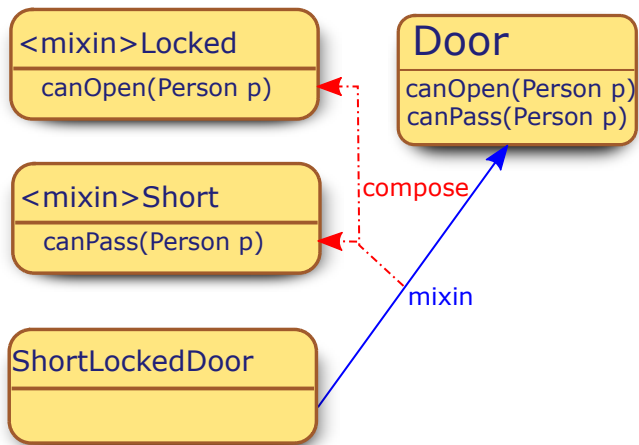 <mixin>Locked
canOpen(Person p)
Door
canOpen(Person p)
canPass(Person p)
<mixin>Short
canPass(Person p)
compose
mixin
ShortLockedDoor